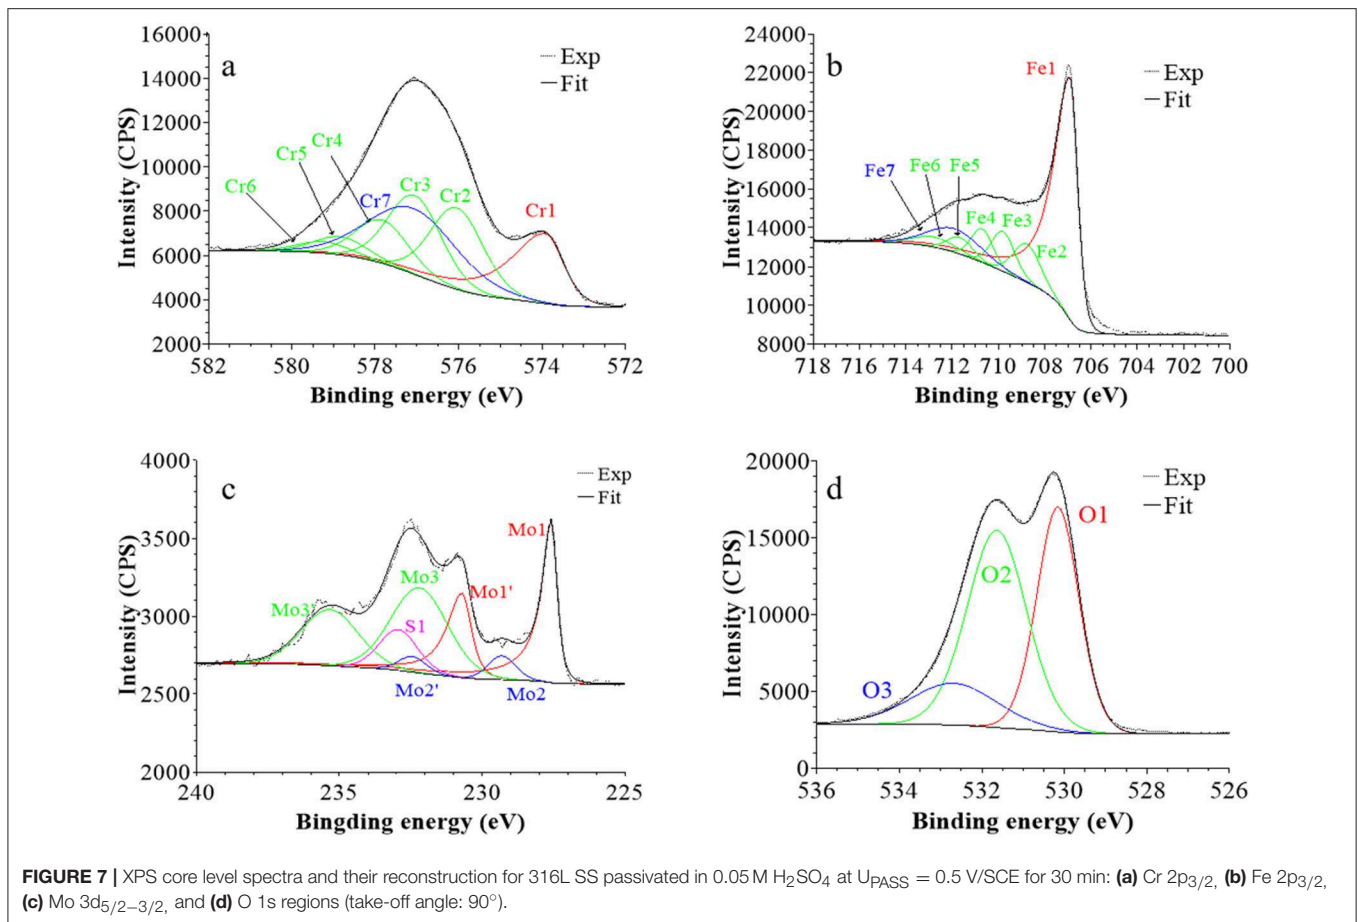 16000
14000
12000
10000
8000
6000
4000
2000
Intensity (CPS)
a
Exp
Fit
Cr6
Cr5
Cr4
Cr7
Cr3
Cr2
Cr1
582 580 578 576 574 572
Binding energy (eV)
24000
22000
20000
18000
16000
14000
12000
10000
8000
Intensity (CPS)
b
Exp
Fit
Fe1
Fe7
Fe6
Fe5
Fe4
Fe3
Fe2
718 716 714 712 710 708 706 704 702 700
Binding energy (eV)
4000
3500
3000
2500
2000
Intensity (CPS)
c
Exp
Fit
Mo1
Mo3
Mo1'
Mo3'
S1
Mo2'
Mo2
240 235 230 225
Bingding energy (eV)
20000
15000
10000
5000
0
Intensity (CPS)
d
Exp
Fit
O1
O2
O3
536 534 532 530 528 526
Binding energy (eV)
FIGURE 7 | XPS core level spectra and their reconstruction for 316L SS passivated in 0.05 M H2SO4 at UPASS = 0.5 V/SCE for 30 min: (a) Cr 2p3/2, (b) Fe 2p3/2,
(c) Mo 3d5/2−3/2, and (d) O 1s regions (take-off angle: 90°).